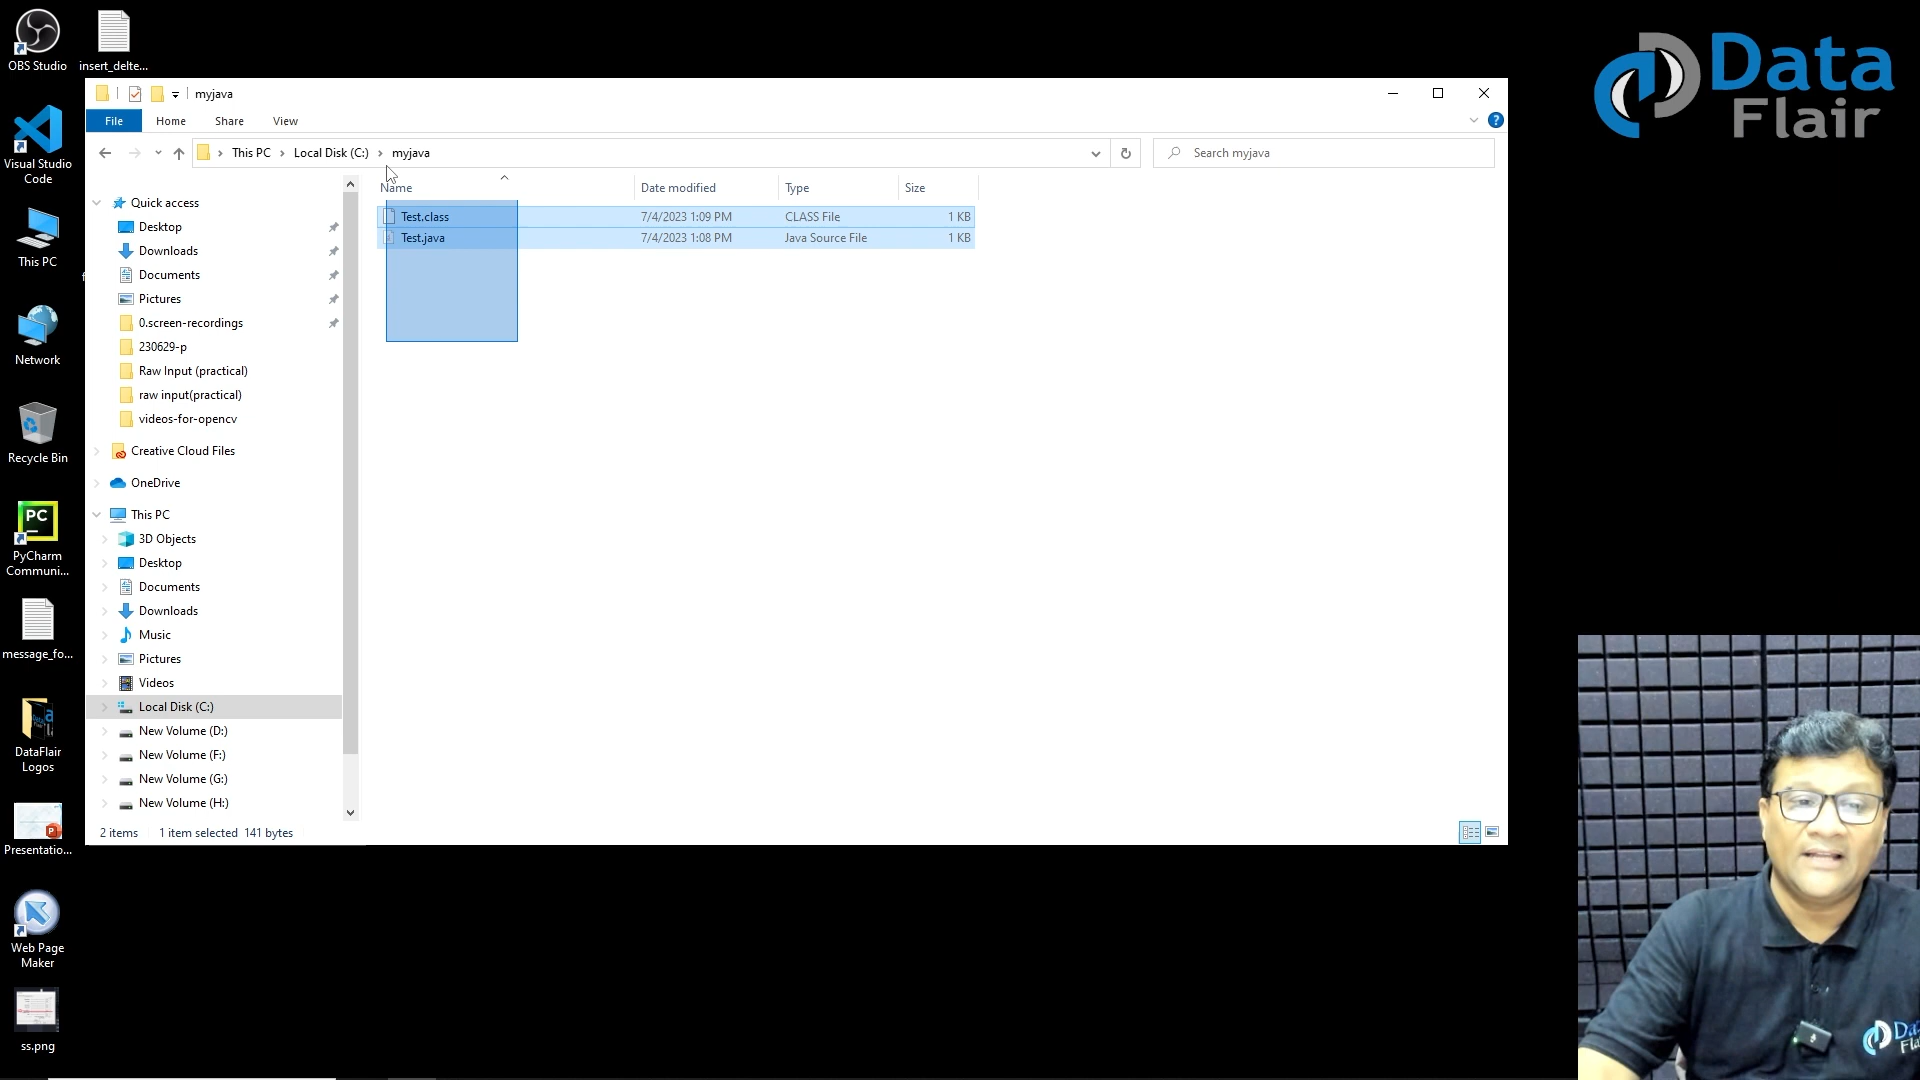 OBS Studio
insert_delte...
Visual Studio
Code
This PC
Network
Recycle Bin
PC
PyCharm
Communi...
message_fo...
DataFlair
Logos
Presentatio...
Web Page
Maker
ss.png
myjava
File
Home
Share
View
This PC
Local Disk (C:)
myjava
Search myjava
Quick access
Desktop
Downloads
Documents
Pictures
0.screen-recordings
230629-p
Raw Input (practical)
raw input(practical)
videos-for-opencv
Creative Cloud Files
OneDrive
This PC
3D Objects
Desktop
Documents
Downloads
Music
Pictures
Videos
Local Disk (C:)
New Volume (D:)
New Volume (F:)
New Volume (G:)
New Volume (H:)
Name Date modified Type Size
Test.class 7/4/2023 1:09 PM CLASS File 1 KB
Test.java 7/4/2023 1:08 PM Java Source File 1 KB
2 items 1 item selected 141 bytes
Data
Flair